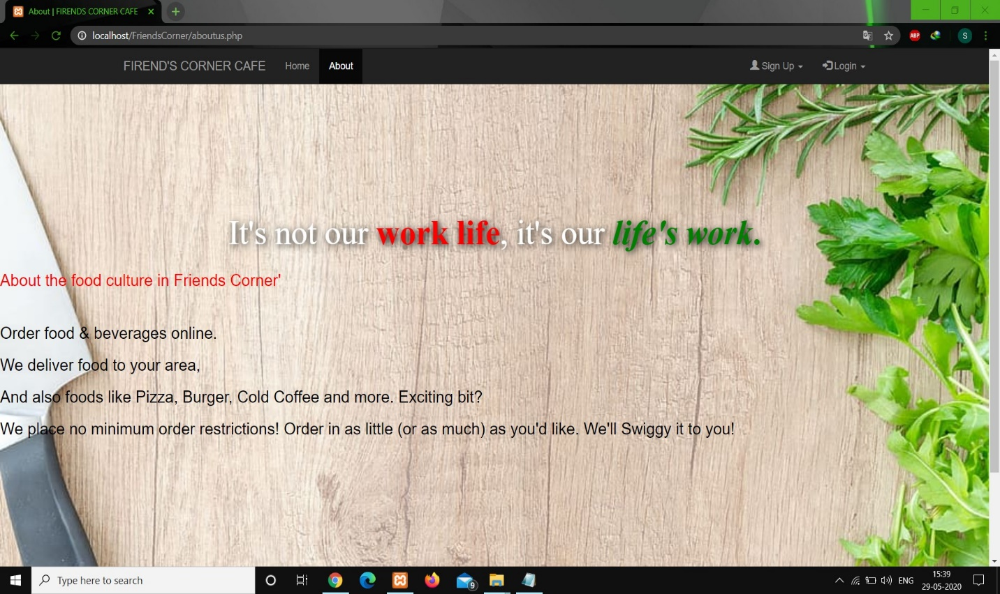 About | FIRENDS CORNER CAFE
localhost/FriendsCorner/aboutus.php
ABP
S
FIREND'S CORNER CAFE Home About Sign Up Login
It's not our work life, it's our life's work.
About the food culture in Friends Corner'
Order food & beverages online.
We deliver food to your area,
And also foods like Pizza, Burger, Cold Coffee and more. Exciting bit?
We place no minimum order restrictions! Order in as little (or as much) as you'd like. We'll Swiggy it to you!
Type here to search
9
ENG
15:39
29-05-2020